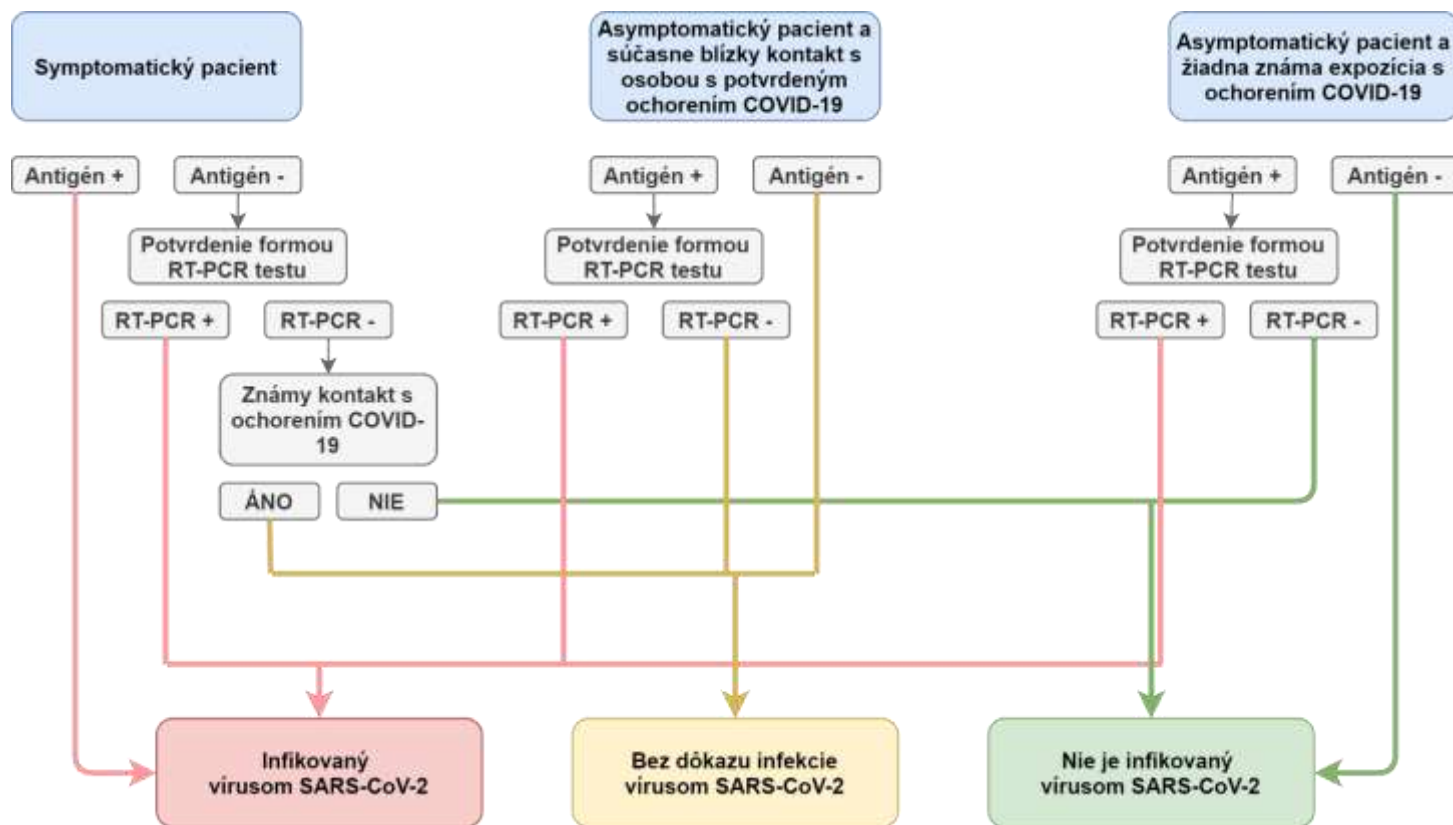 Symptomatický pacient
Asymptomatický pacient a
súčasne blízky kontakt s
osobou s potvrdeným
ochorením COVID-19
Asymptomatický pacient a
žiadna známa expozícia s
ochorením COVID-19
Antigén +
Antigén -
Antigén +
Antigén -
Antigén +
Antigén -
Potvrdenie formou
RT-PCR testu
Potvrdenie formou
RT-PCR testu
Potvrdenie formou
RT-PCR testu
RT-PCR +
RT-PCR -
RT-PCR +
RT-PCR -
RT-PCR +
RT-PCR -
Známy kontakt s
ochorením COVID-
19
ÁNO
NIE
Infikovaný
vírusom SARS-CoV-2
Bez dôkazu infekcie
vírusom SARS-CoV-2
Nie je infikovaný
vírusom SARS-CoV-2